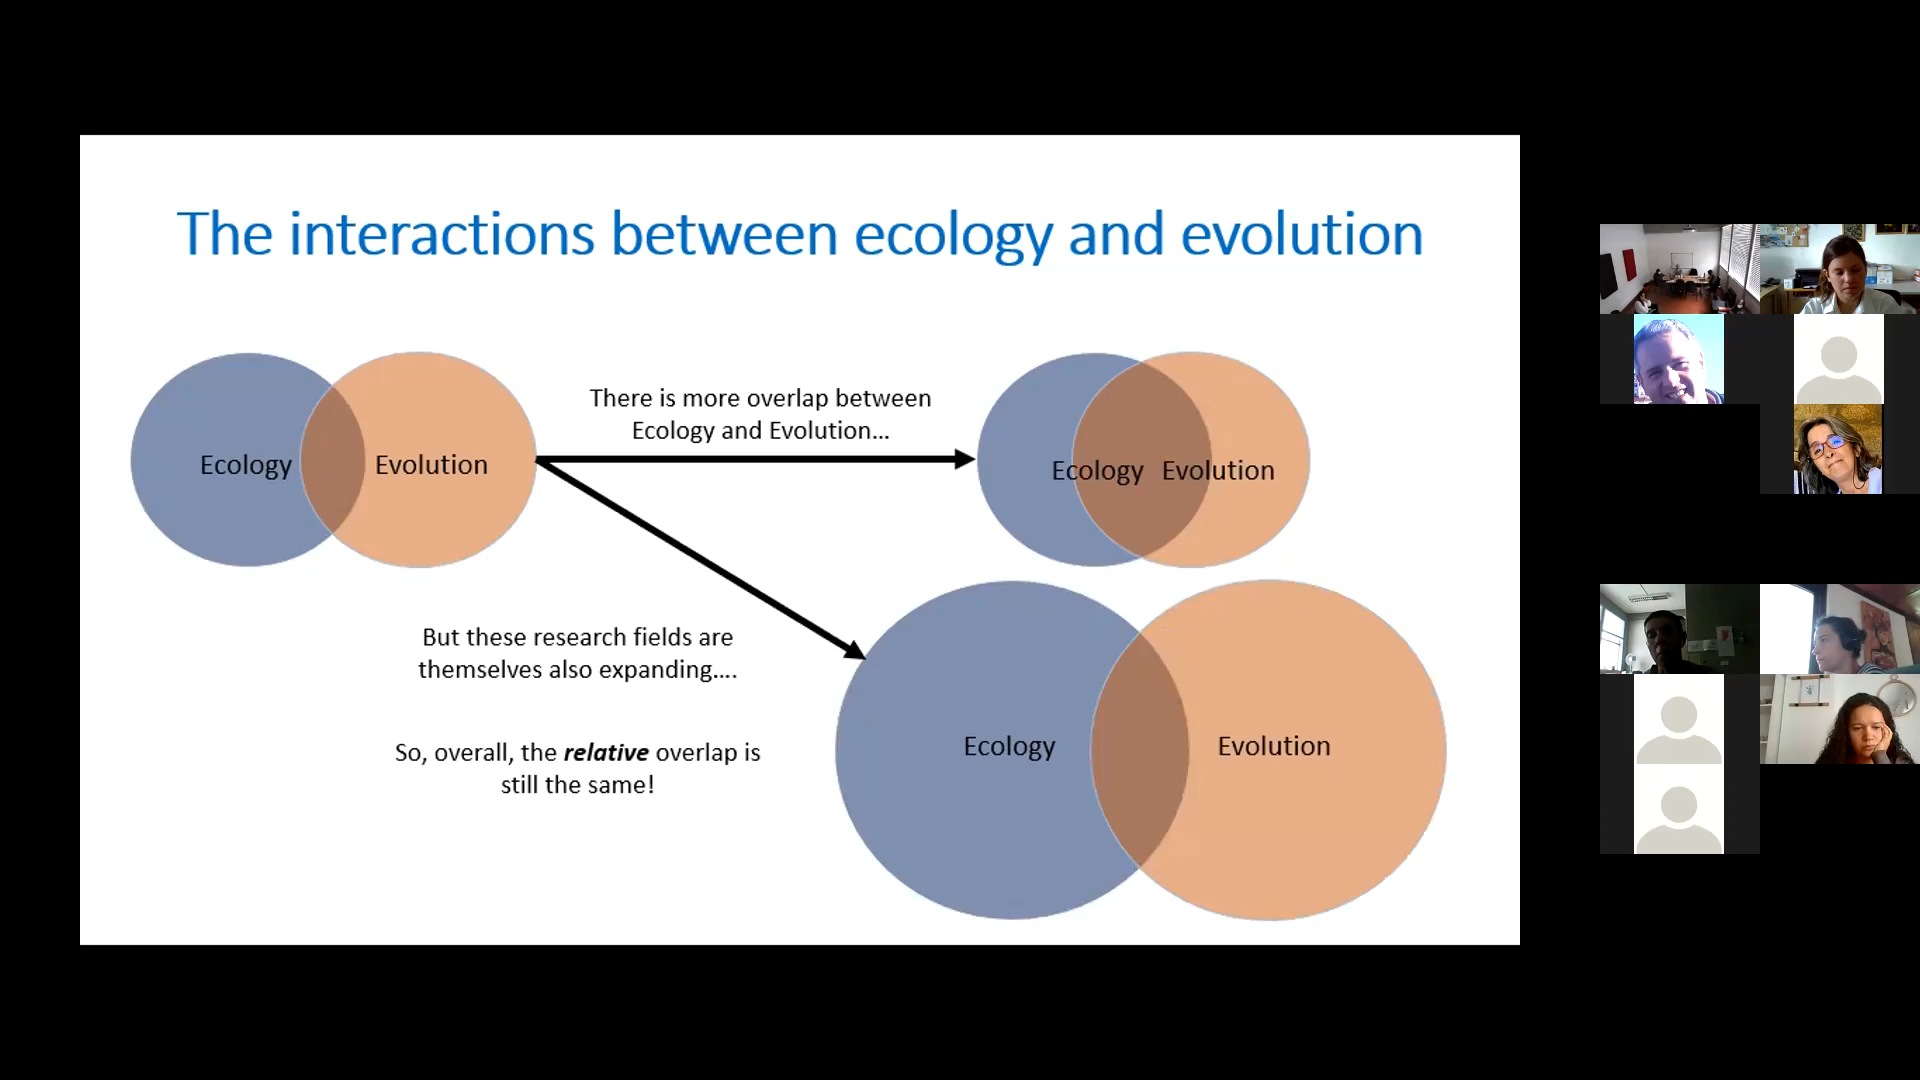 The interactions between ecology and evolution
Ecology
Evolution
There is more overlap between
Ecology and Evolution...
Ecology
Evolution
But these research fields are
themselves also expanding....
So, overall, the relative overlap is
still the same!
Ecology
Evolution